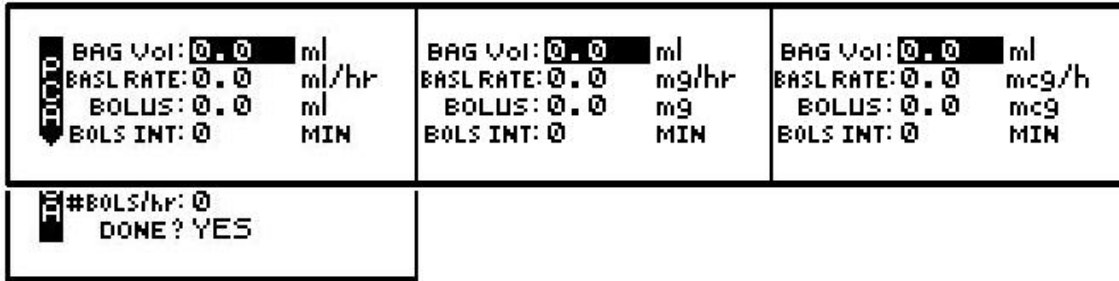 PCA
BAG Vol: 0.0 ml
BASL RATE: 0.0 ml/hr
BOLUS: 0.0 ml
BOLS INT: 0 MIN
BAG Vol: 0.0 ml
BASL RATE: 0.0 mg/hr
BOLUS: 0.0 mg
BOLS INT: 0 MIN
BAG Vol: 0.0 ml
BASL RATE: 0.0 mcg/h
BOLUS: 0.0 mcg
BOLS INT: 0 MIN
#BOLS/hr: 0
DONE? YES